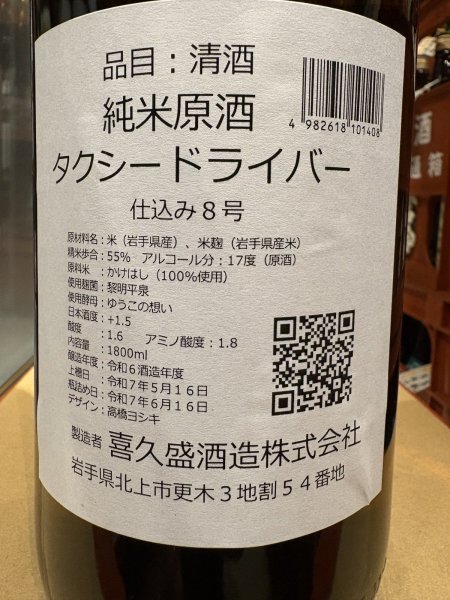 品目：清酒
純米原酒
4 982618 101408
タクシードライバー
仕込み８号
原材料名：米（岩手県産）、米麹（岩手県産米）
精米歩合：55%　アルコール分：17度（原酒）
原料米　：かけはし（100%使用）
使用麹菌：黎明平泉
使用酵母：ゆうこの想い
日本酒度：+1.5
酸度　　：1.6　アミノ酸度：1.8
内容量　：1800ml
醸造年度：令和６酒造年度
上槽日　：令和７年５月１６日
瓶詰め日：令和７年６月１６日
デザイン：高橋ヨシキ
製造者 喜久盛酒造株式会社
岩手県北上市更木３地割５４番地
酒
箱